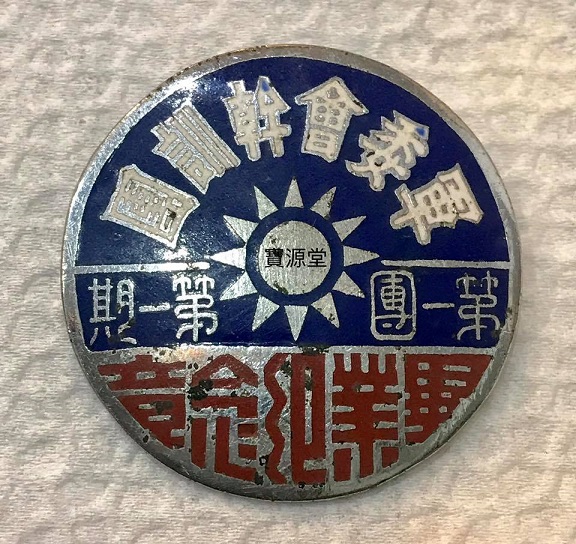 軍委會幹訓團
寶源堂
第一團
第一期
畢業紀念章